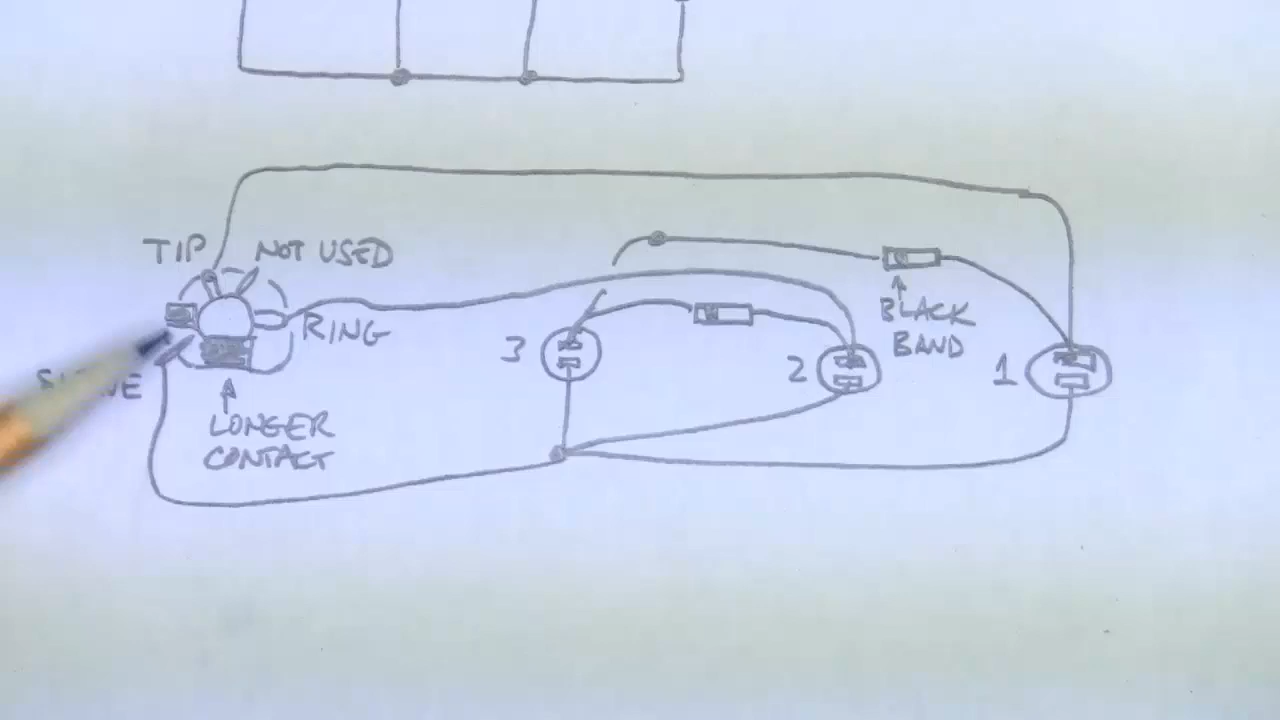 TIP
NOT USED
RING
LONGER
CONTACT
3
2
1
BLACK
BAND